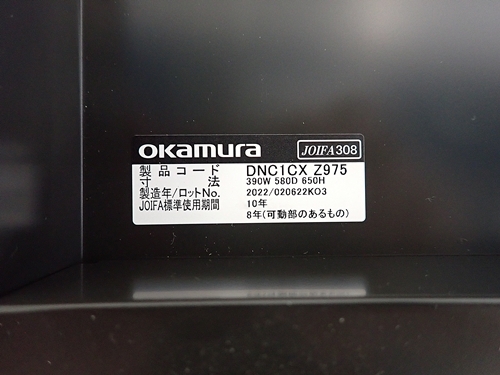 okamura JOIFA308
製品コード DNC1CX Z975
寸法 390W 580D 650H
製造年/ロットNo. 2022/020622KO3
JOIFA標準使用期間 10年
8年(可動部のあるもの)